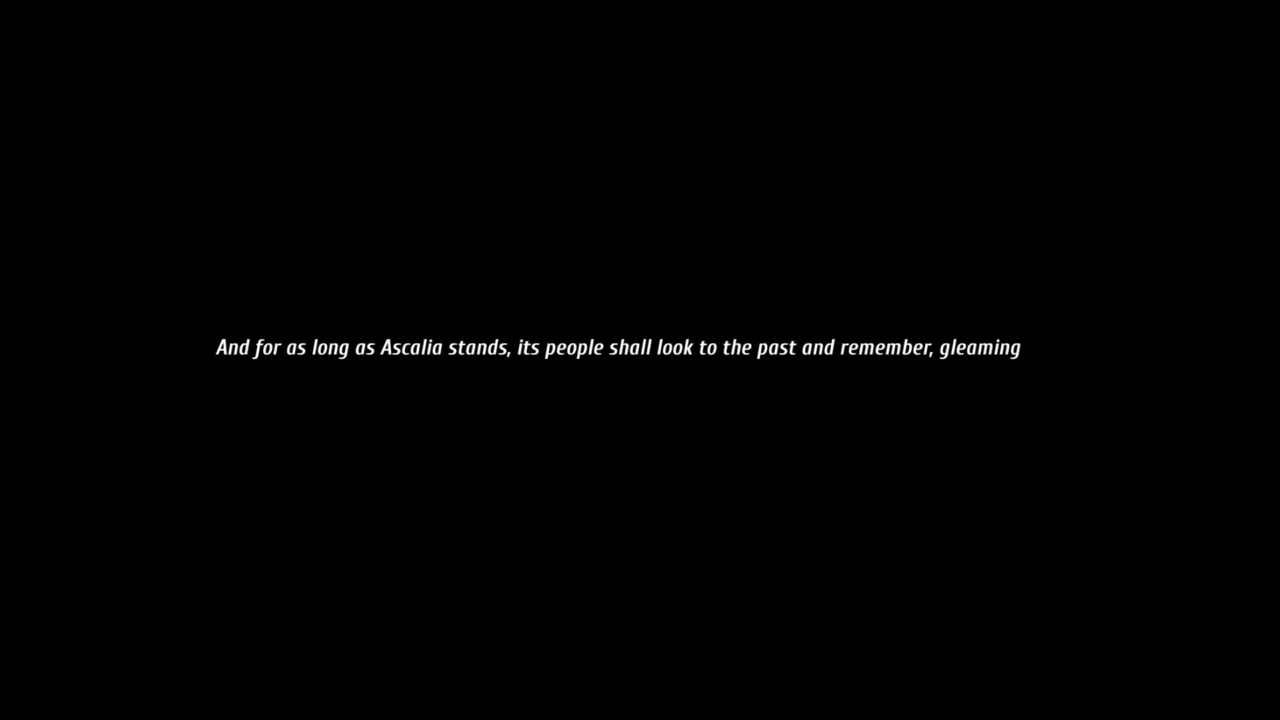 And for as long as Ascalia stands, its people shall look to the past and remember, gleaming